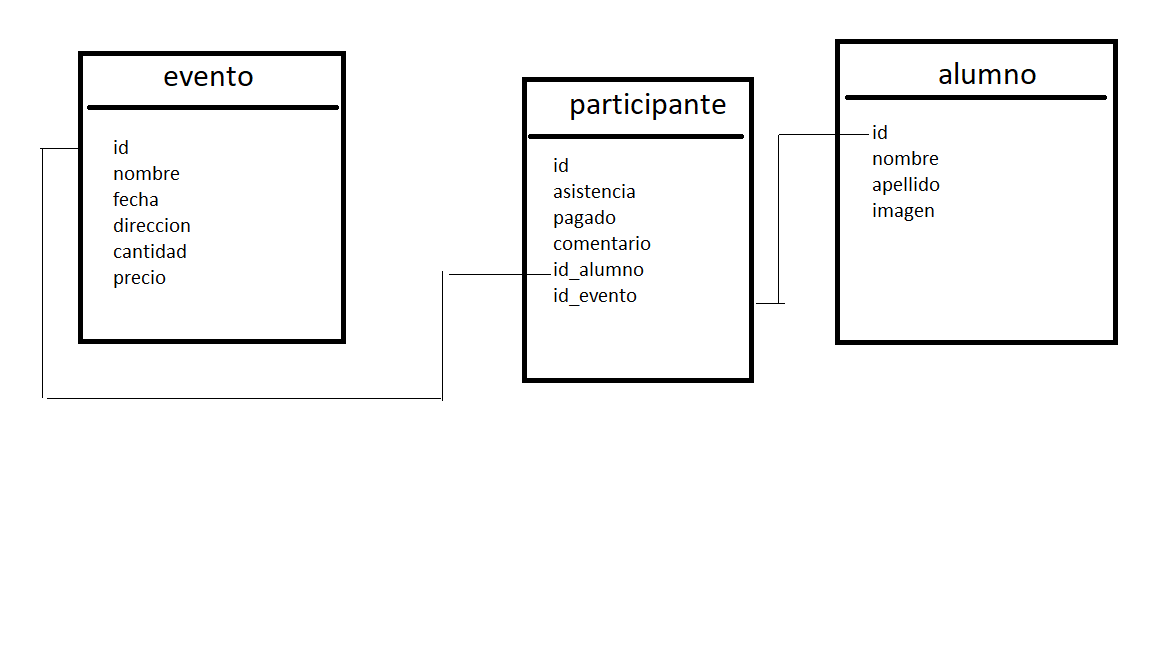 evento
id
nombre
fecha
direccion
cantidad
precio
participante
id
asistencia
pagado
comentario
id_alumno
id_evento
alumno
id
nombre
apellido
imagen